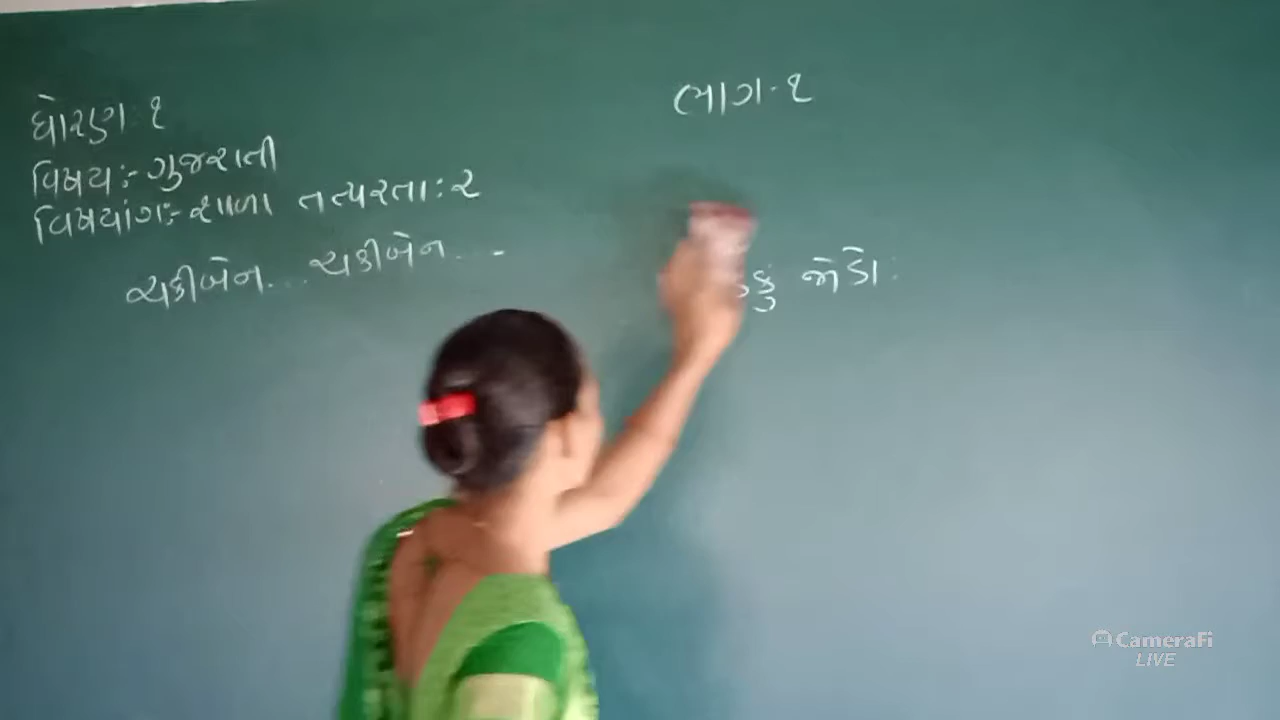 ધોરણ:૧
વિષય:-ગુજરાતી
વિષયાંગ:-શાળા તત્પરતા:૨
ચકીબેન...ચકીબેન...-
ભાગ-૧
જોડો:
CameraFi
LIVE